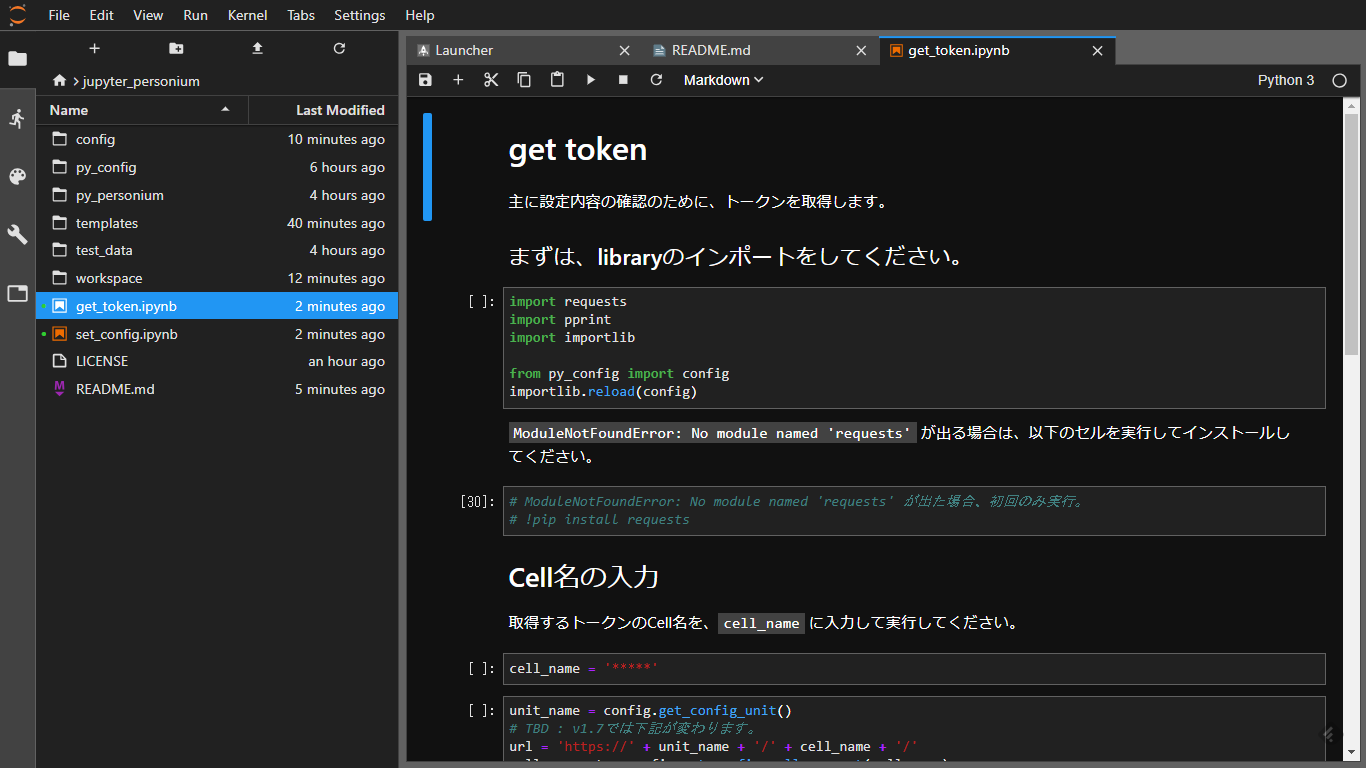 File Edit View Run Kernel Tabs Settings Help
jupyter_personium
Name Last Modified
config 10 minutes ago
py_config 6 hours ago
py_personium 4 hours ago
templates 40 minutes ago
test_data 4 hours ago
workspace 12 minutes ago
get_token.ipynb 2 minutes ago
set_config.ipynb 2 minutes ago
LICENSE an hour ago
README.md 5 minutes ago
Launcher README.md get_token.ipynb
Markdown Python 3
get token
主に設定内容の確認のために、トークンを取得します。
まずは、libraryのインポートをしてください。
[ ]: import requests
import pprint
import importlib
from py_config import config
importlib.reload(config)
ModuleNotFoundError: No module named 'requests' が出る場合は、以下のセルを実行してインストールし
てください。
[30]: # ModuleNotFoundError: No module named 'requests' が出た場合、初回のみ実行。
# !pip install requests
Cell名の入力
取得するトークンのCell名を、cell_name に入力して実行してください。
[ ]: cell_name = '*****'
[ ]: unit_name = config.get_config_unit()
# TBD : v1.7では下記が変わります。
url = 'https://' + unit_name + '/' + cell_name + '/'